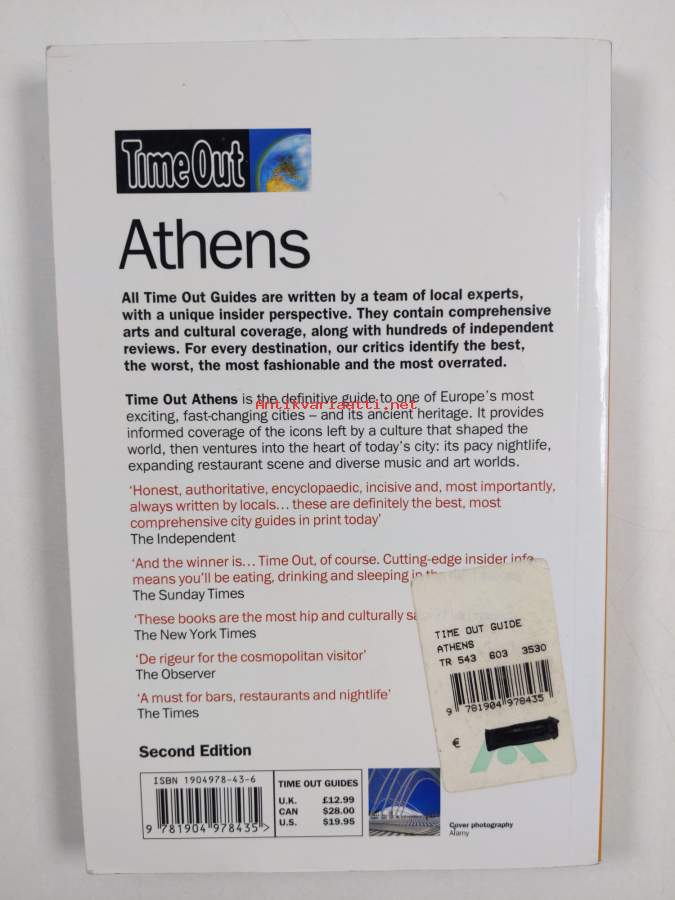 Time Out
Athens
All Time Out Guides are written by a team of local experts,
with a unique insider perspective. They contain comprehensive
arts and cultural coverage, along with hundreds of independent
reviews. For every destination, our critics identify the best,
the worst, the most fashionable and the most overrated.
Time Out Athens is the definitive guide to one of Europe's most
Antikvariaatti.net
exciting, fast-changing cities – and its ancient heritage. It provides
informed coverage of the icons left by a culture that shaped the
world, then ventures into the heart of today's city: its pacy nightlife,
expanding restaurant scene and diverse music and art worlds.
'Honest, authoritative, encyclopaedic, incisive and, most importantly,
always written by locals... these are definitely the best, most
comprehensive city guides in print today'
The Independent
'And the winner is... Time Out, of course. Cutting-edge insider info
means you'll be eating, drinking and sleeping in
The Sunday Times
'These books are the most hip and culturally
The New York Times
'De rigeur for the cosmopolitan visitor'
The Observer
'A must for bars, restaurants and nightlife'
The Times
TIME OUT GUIDE
ATHENS
TR 543 603 3530
9 781904 978435
€
Second Edition
ISBN 1904978-43-6
9 781904 978435 >
TIME OUT GUIDES
U.K. £12.99
CAN $28.00
U.S. $19.95
Cover photography
Alamy